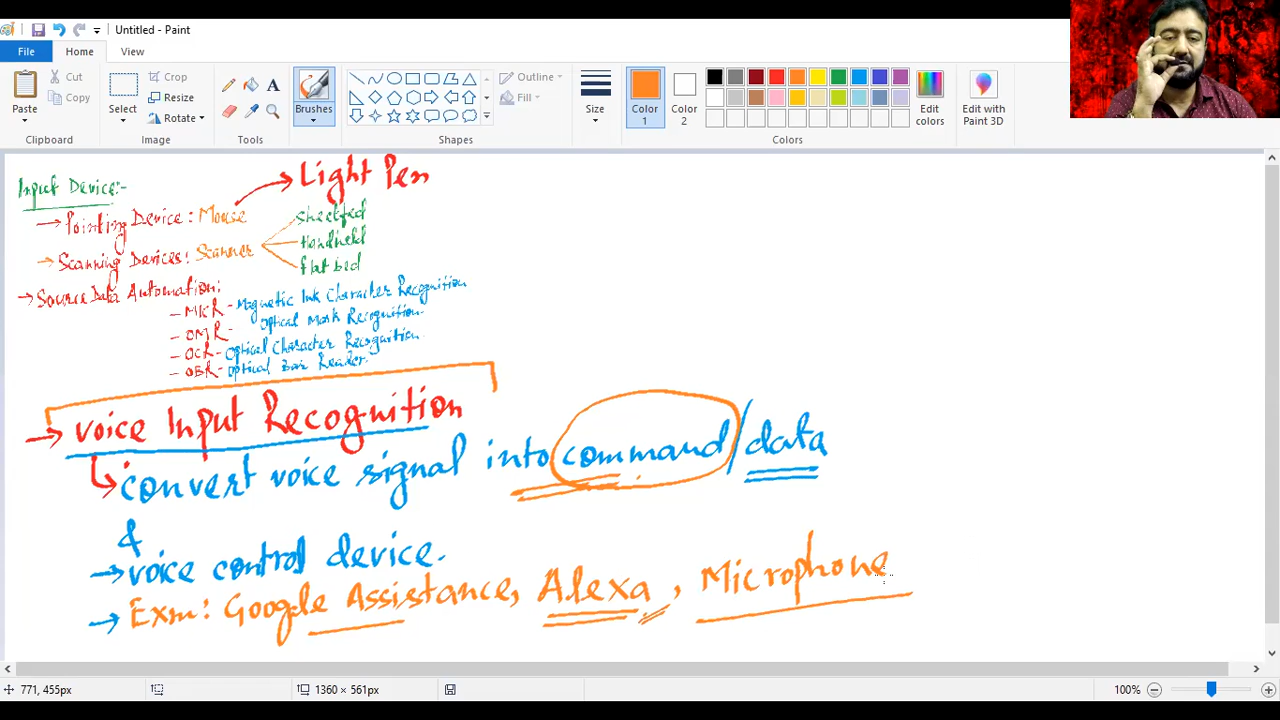 Untitled - Paint
File Home View
Paste
Cut
Copy
Clipboard
Select
Crop
Resize
Rotate
Image
A
Tools
Brushes
Outline
Fill
Shapes
Size
Color 1
Color 2
Edit colors
Edit with Paint 3D
Colors
Light Pen
Input Device:-
→ Pointing Device : Mouse
Sheetfed
→ Scanning Devices: Scanner
Handheld
flat bed
→ Source Data Automation:
- MICR - Magnetic Ink Character Recognition
- OMR - Optical Mark Recognition
- OCR - Optical Character Recognition
- OBR - Optical Bar Reader
→ voice Input Recognition
convert voice signal into command/data
&
→ voice control device.
→ Exm: Google Assistance, Alexa, Microphone
771, 455px
1360 × 561px
100%